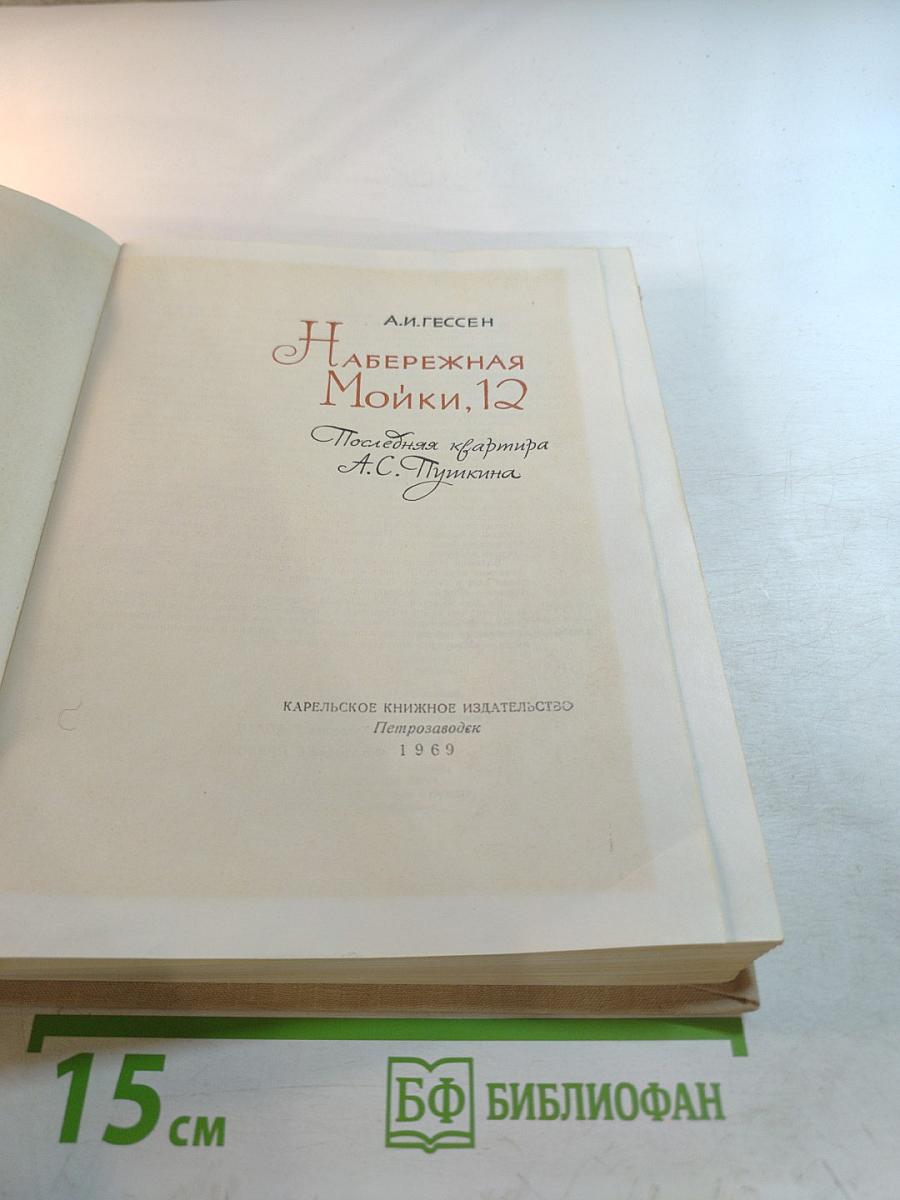 А.И.ГЕССЕН
НАБЕРЕЖНАЯ
МОЙКИ, 12
Последняя квартира
А.С.Пушкина
КАРЕЛЬСКОЕ КНИЖНОЕ ИЗДАТЕЛЬСТВО
Петрозаводск
1969
15 см
БФ БИБЛИОФАН